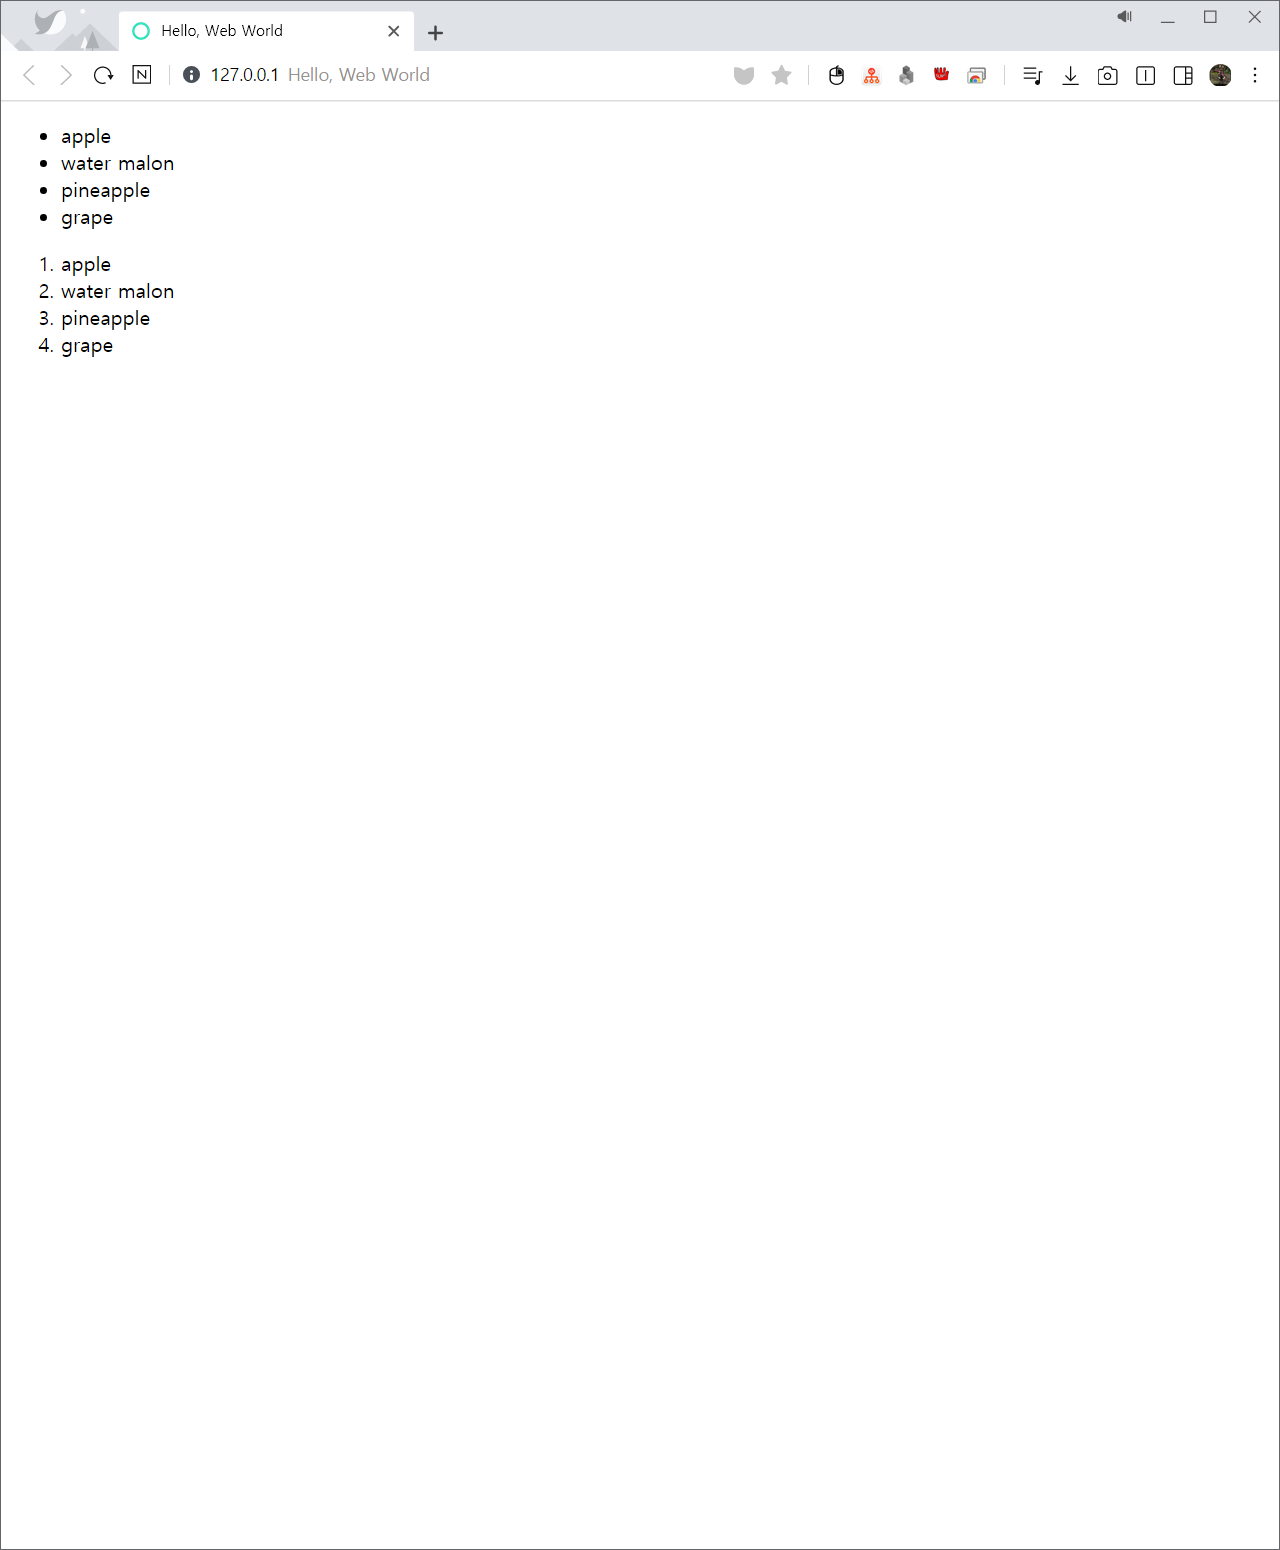 Hello, Web World
N 127.0.0.1 Hello, Web World
• apple
• water malon
• pineapple
• grape
1. apple
2. water malon
3. pineapple
4. grape